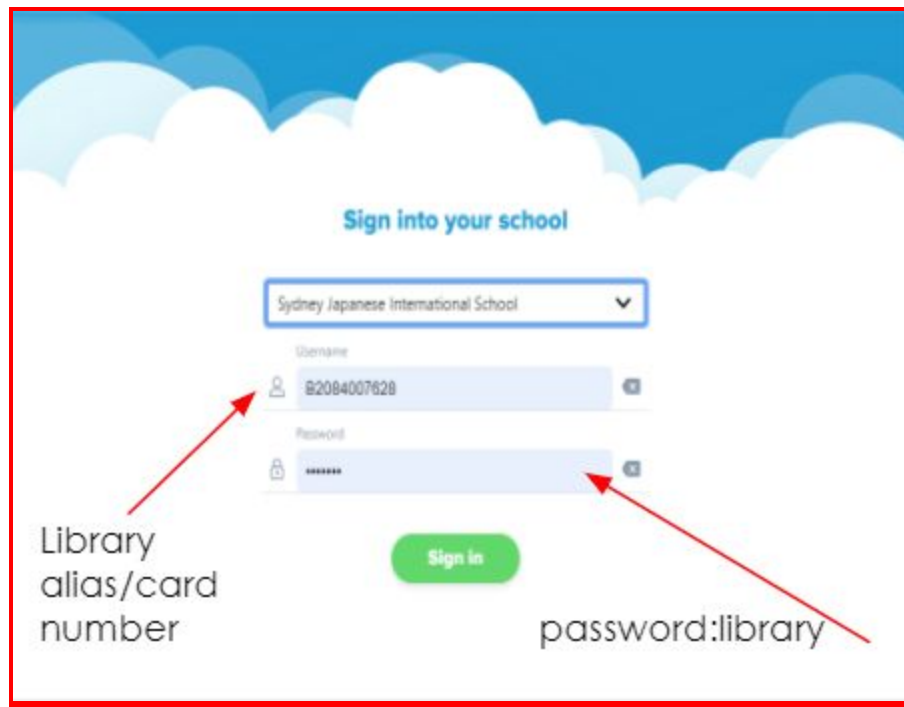 Sign into your school
Sydney Japanese International School
Username
B2084007628
Password
•••••••
Library
alias/card
number
Sign in
password:library